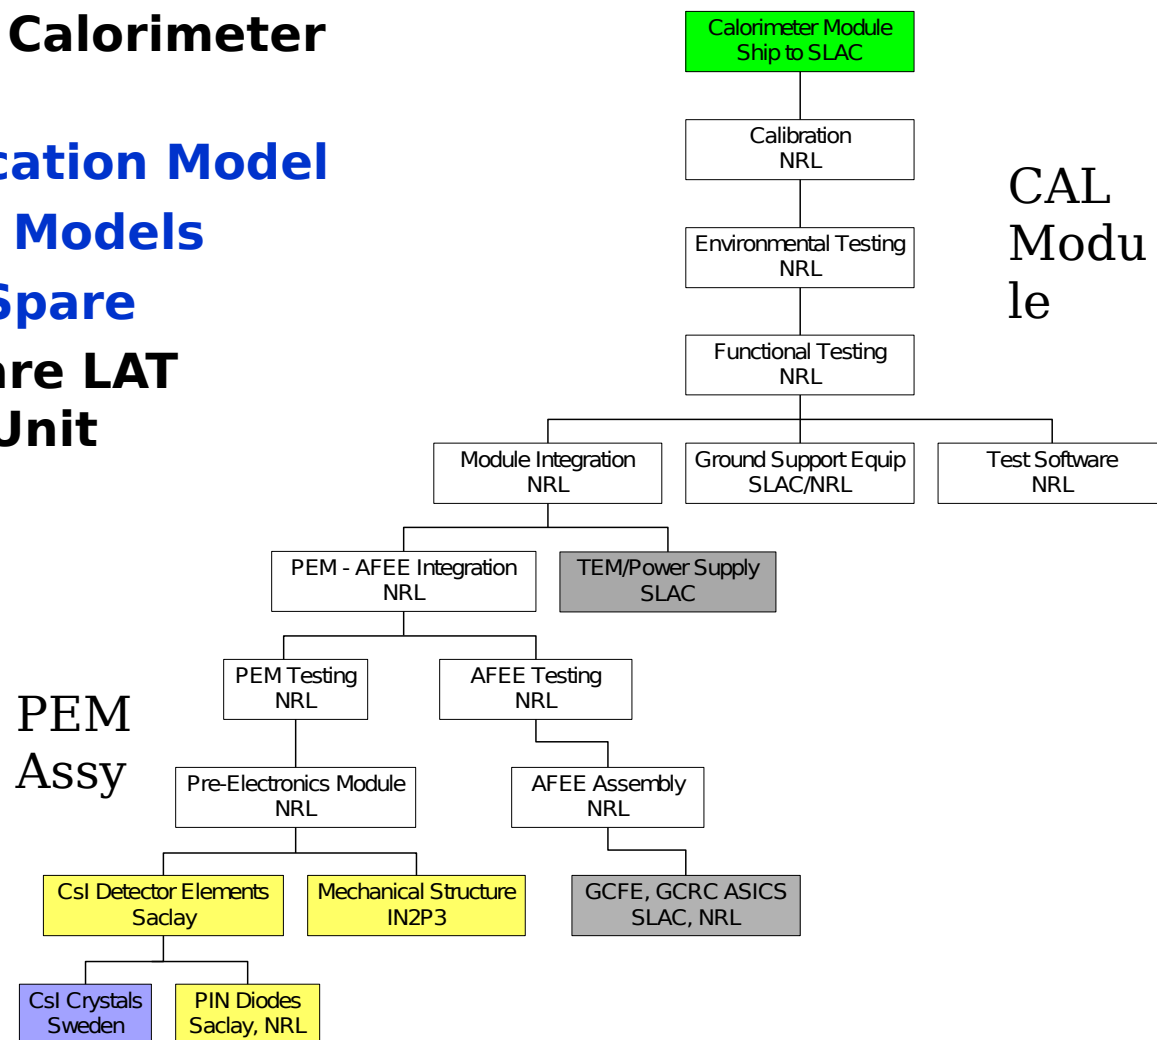 Calorimeter
cation Model
Models
Spare
are LAT
Unit
Calorimeter Module
Ship to SLAC
Calibration
NRL
CAL
Modu
le
Environmental Testing
NRL
Functional Testing
NRL
Module Integration
NRL
Ground Support Equip
SLAC/NRL
Test Software
NRL
PEM - AFEE Integration
NRL
TEM/Power Supply
SLAC
PEM Testing
NRL
AFEE Testing
NRL
PEM
Assy
Pre-Electronics Module
NRL
AFEE Assembly
NRL
CsI Detector Elements
Saclay
Mechanical Structure
IN2P3
GCFE, GCRC ASICS
SLAC, NRL
CsI Crystals
Sweden
PIN Diodes
Saclay, NRL